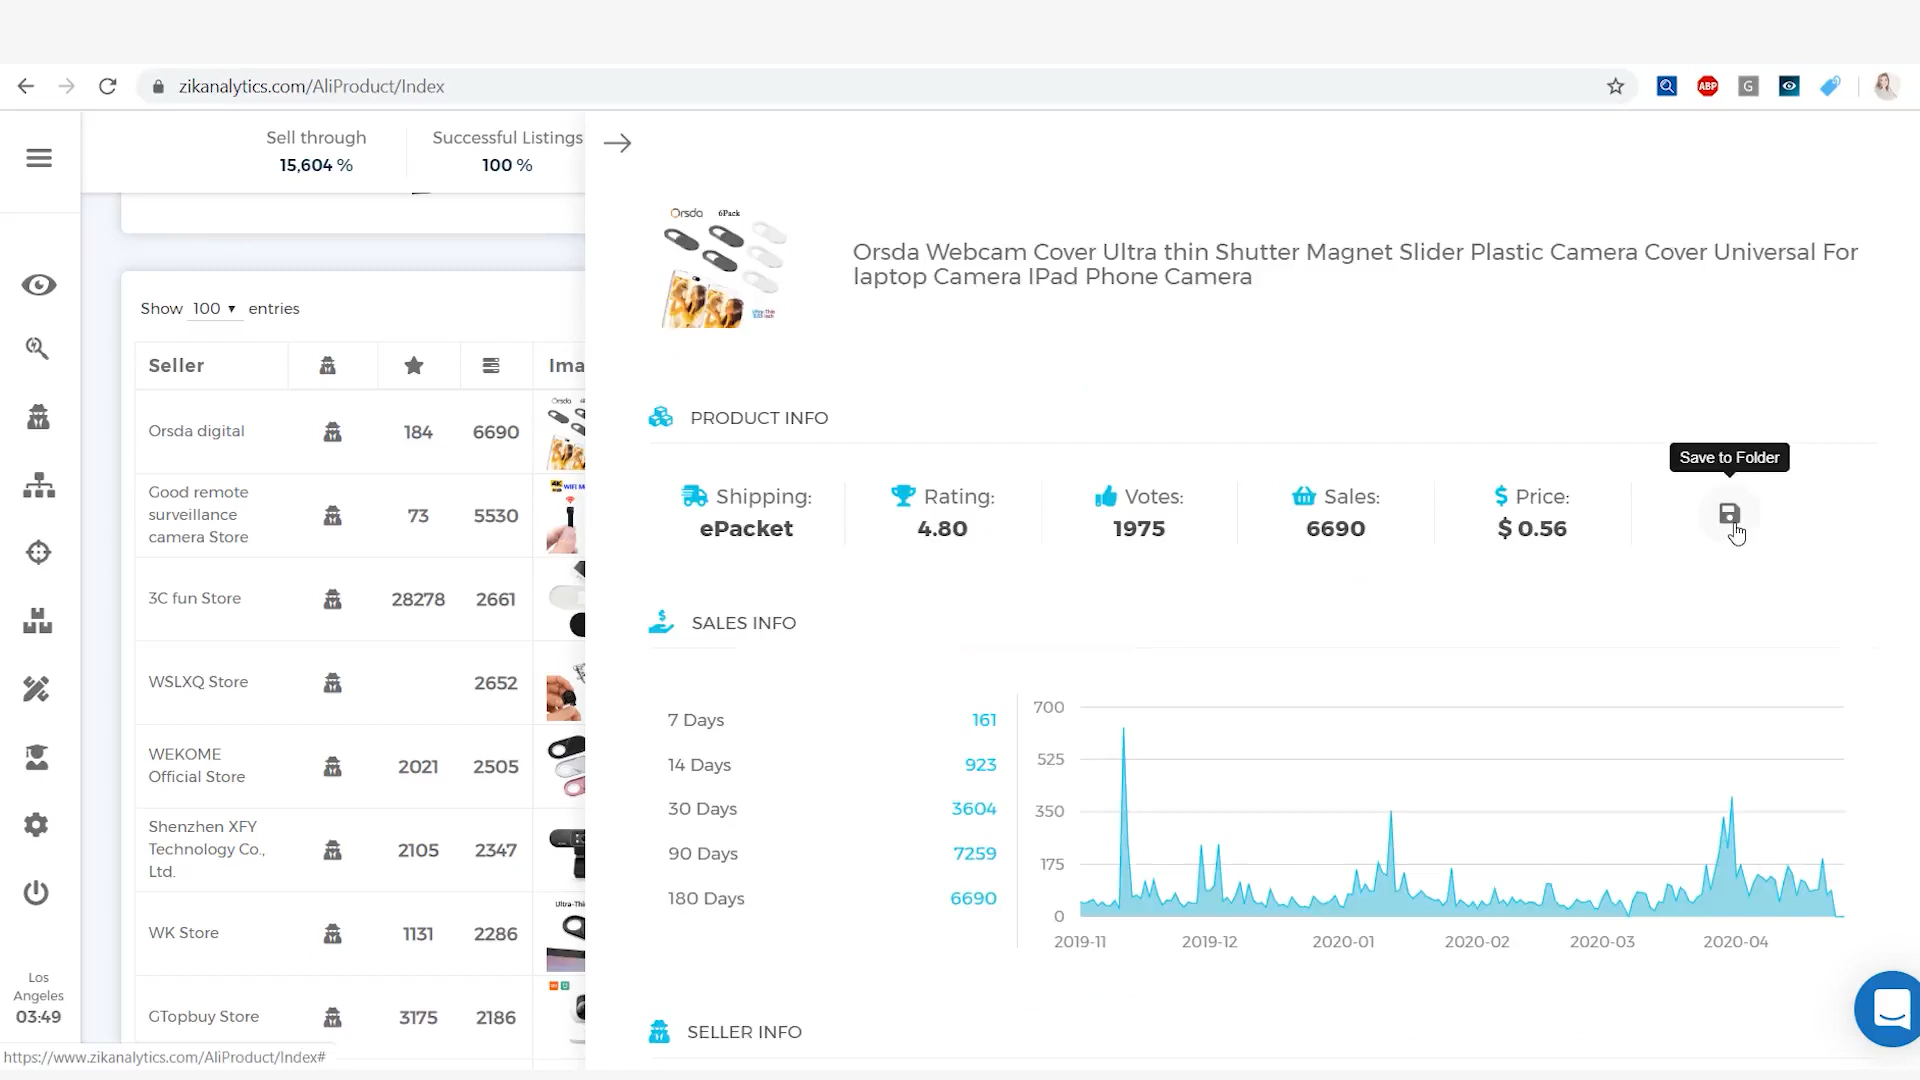 zikanalytics.com/AliProduct/Index
ABP
G
Sell through
15,604 %
Successful Listings
100 %
Show 100 ▾ entries
Seller
Ima
Orsda digital
184
6690
Good remote
surveillance
camera Store
73
5530
3C fun Store
28278
2661
WSLXQ Store
2652
WEKOME
Official Store
2021
2505
Shenzhen XFY
Technology Co.,
Ltd.
2105
2347
WK Store
1131
2286
Ultra-Thi
GTopbuy Store
3175
2186
Los
Angeles
03:49
https://www.zikanalytics.com/AliProduct/Index#
Orsda 6Pack
Orsda Webcam Cover Ultra thin Shutter Magnet Slider Plastic Camera Cover Universal For
laptop Camera IPad Phone Camera
PRODUCT INFO
Save to Folder
Shipping:
ePacket
Rating:
4.80
Votes:
1975
Sales:
6690
$ Price:
$ 0.56
SALES INFO
7 Days 161
14 Days 923
30 Days 3604
90 Days 7259
180 Days 6690
700
525
350
175
0
2019-11 2019-12 2020-01 2020-02 2020-03 2020-04
SELLER INFO